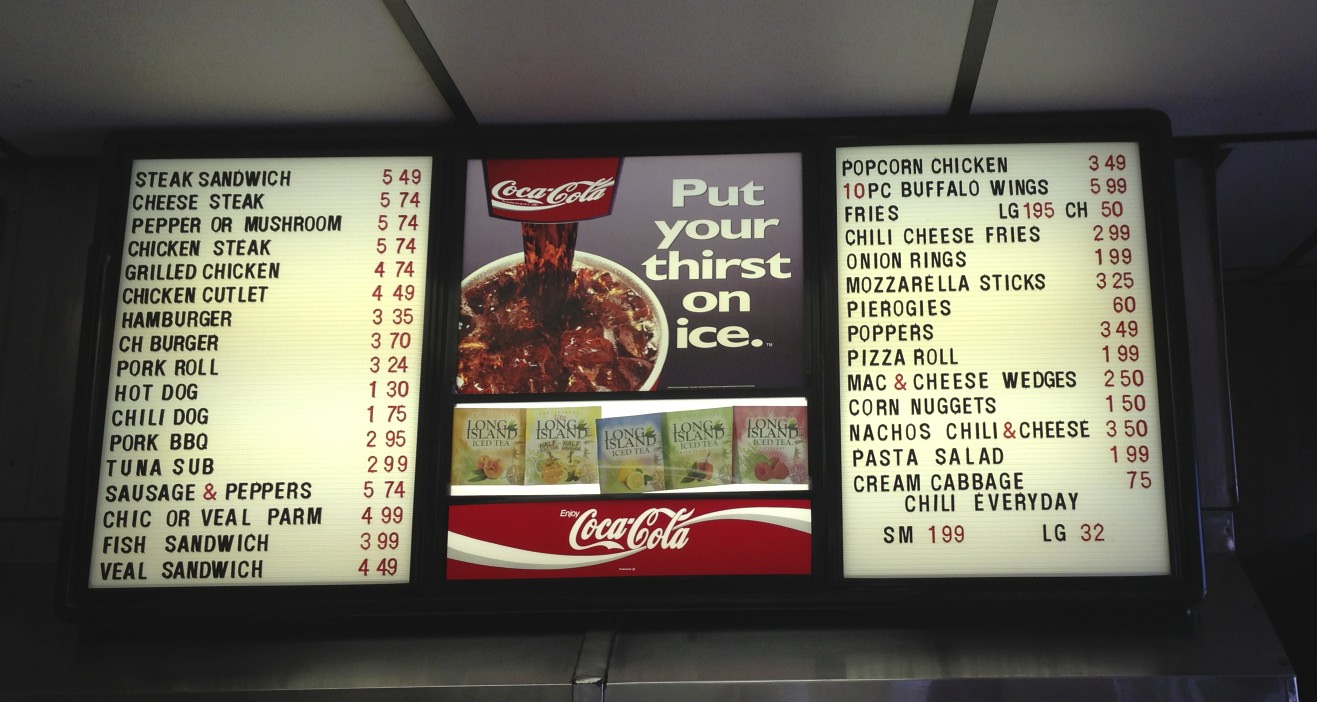 STEAK SANDWICH 5 49
CHEESE STEAK 5 74
PEPPER OR MUSHROOM 5 74
CHICKEN STEAK 5 74
GRILLED CHICKEN 4 74
CHICKEN CUTLET 4 49
HAMBURGER 3 35
CH BURGER 3 70
PORK ROLL 3 24
HOT DOG 1 30
CHILI DOG 1 75
PORK BBQ 2 95
TUNA SUB 2 99
SAUSAGE & PEPPERS 5 74
CHIC OR VEAL PARM 4 99
FISH SANDWICH 3 99
VEAL SANDWICH 4 49
Coca-Cola
Put
your
thirst
on
ice.™
LONG ISLAND ICED TEA
LONG ISLAND ICED TEA HALF & HALF
LONG ISLAND ICED TEA
LONG ISLAND ICED TEA
LONG ISLAND ICED TEA
Enjoy
Coca-Cola
POPCORN CHICKEN 3 49
10PC BUFFALO WINGS 5 99
FRIES LG 195 CH 50
CHILI CHEESE FRIES 2 99
ONION RINGS 1 99
MOZZARELLA STICKS 3 25
PIEROGIES 60
POPPERS 3 49
PIZZA ROLL 1 99
MAC & CHEESE WEDGES 2 50
CORN NUGGETS 1 50
NACHOS CHILI & CHEESE 3 50
PASTA SALAD 1 99
CREAM CABBAGE 75
CHILI EVERYDAY
SM 1 99 LG 32